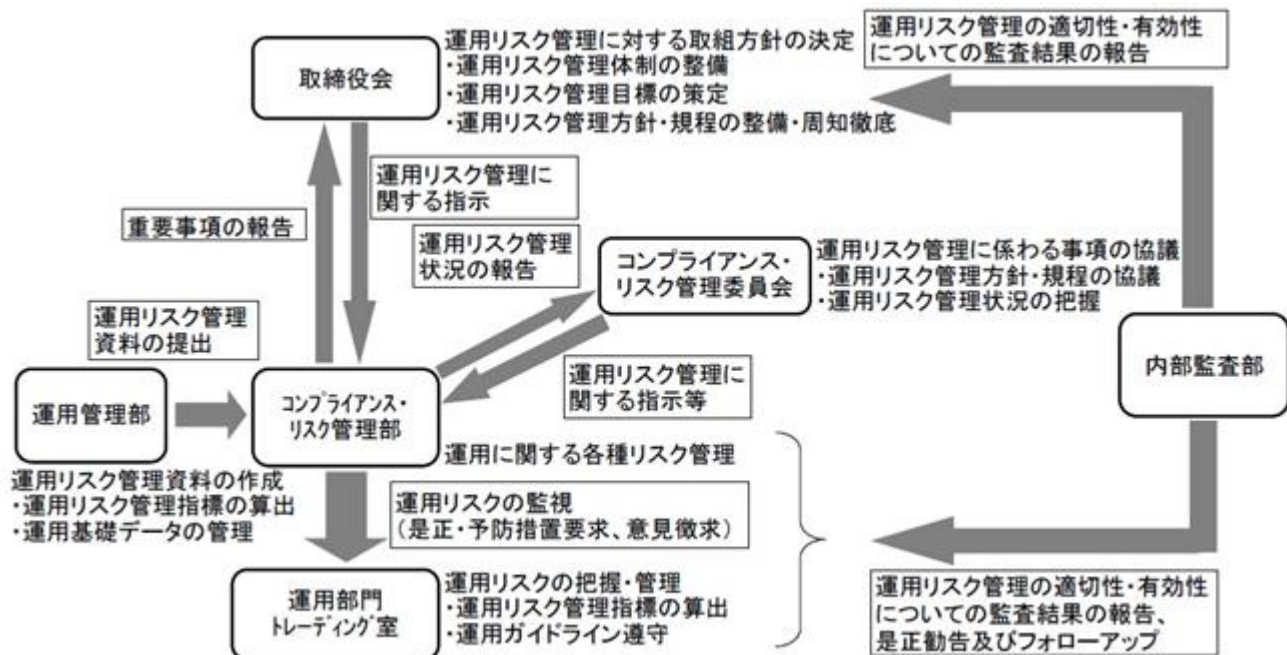 取締役会
運用リスク管理に対する取組方針の決定
・運用リスク管理体制の整備
・運用リスク管理目標の策定
・運用リスク管理方針・規程の整備・周知徹底
運用リスク管理の適切性・有効性
についての監査結果の報告
重要事項の報告
運用リスク管理に
関する指示
運用リスク管理
状況の報告
コンプライアンス・
リスク管理委員会
運用リスク管理に係わる事項の協議
・運用リスク管理方針・規程の協議
・運用リスク管理状況の把握
運用リスク管理
資料の提出
運用リスク管理に
関する指示等
内部監査部
運用管理部
コンプライアンス・
リスク管理部
運用リスク管理資料の作成
・運用リスク管理指標の算出
・運用基礎データの管理
運用に関する各種リスク管理
運用リスクの監視
(是正・予防措置要求、意見徴求)
運用部門
トレーディング室
運用リスクの把握・管理
・運用リスク管理指標の算出
・運用ガイドライン遵守
運用リスク管理の適切性・有効性
についての監査結果の報告、
是正勧告及びフォローアップ